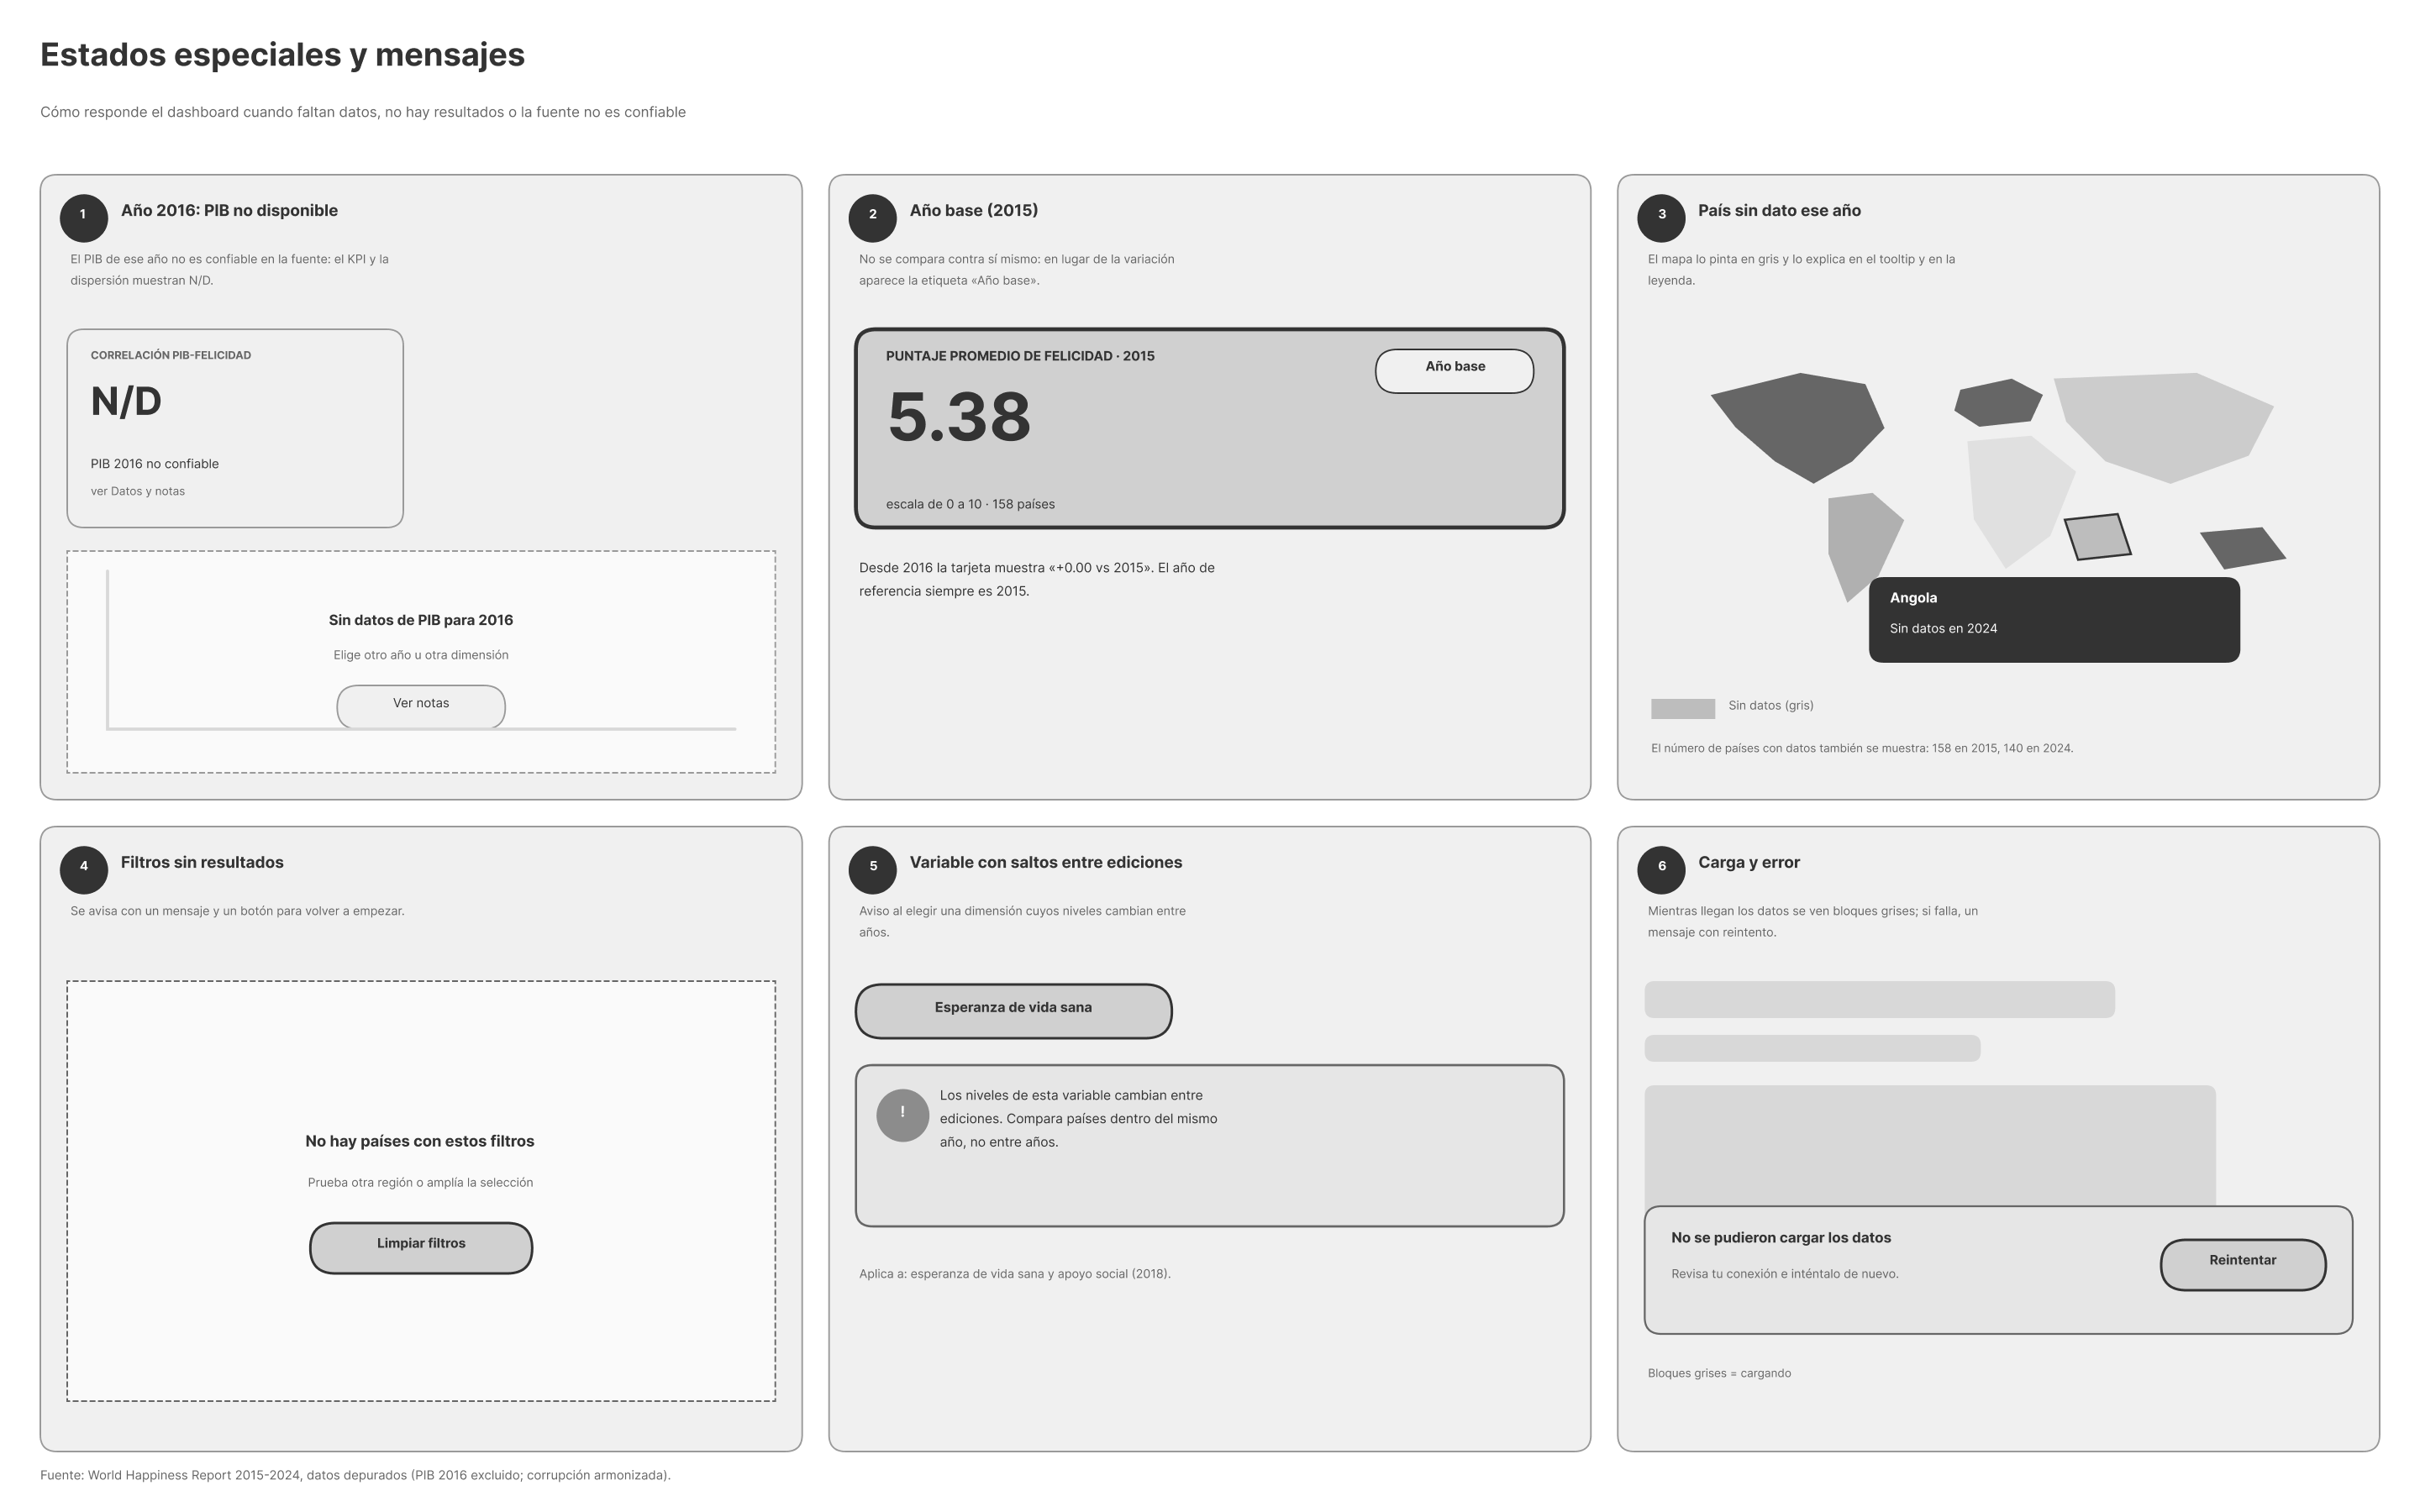 Estados especiales y mensajes
Cómo responde el dashboard cuando faltan datos, no hay resultados o la fuente no es confiable
1
Año 2016: PIB no disponible
El PIB de ese año no es confiable en la fuente: el KPI y la
dispersión muestran N/D.
CORRELACIÓN PIB-FELICIDAD
N/D
PIB 2016 no confiable
ver Datos y notas
Sin datos de PIB para 2016
Elige otro año u otra dimensión
Ver notas
2
Año base (2015)
No se compara contra sí mismo: en lugar de la variación
aparece la etiqueta «Año base».
PUNTAJE PROMEDIO DE FELICIDAD · 2015
Año base
5.38
escala de 0 a 10 · 158 países
Desde 2016 la tarjeta muestra «+0.00 vs 2015». El año de
referencia siempre es 2015.
3
País sin dato ese año
El mapa lo pinta en gris y lo explica en el tooltip y en la
leyenda.
Angola
Sin datos en 2024
Sin datos (gris)
El número de países con datos también se muestra: 158 en 2015, 140 en 2024.
4
Filtros sin resultados
Se avisa con un mensaje y un botón para volver a empezar.
No hay países con estos filtros
Prueba otra región o amplía la selección
Limpiar filtros
5
Variable con saltos entre ediciones
Aviso al elegir una dimensión cuyos niveles cambian entre
años.
Esperanza de vida sana
!
Los niveles de esta variable cambian entre
ediciones. Compara países dentro del mismo
año, no entre años.
Aplica a: esperanza de vida sana y apoyo social (2018).
6
Carga y error
Mientras llegan los datos se ven bloques grises; si falla, un
mensaje con reintento.
No se pudieron cargar los datos
Revisa tu conexión e inténtalo de nuevo.
Reintentar
Bloques grises = cargando
Fuente: World Happiness Report 2015-2024, datos depurados (PIB 2016 excluido; corrupción armonizada).